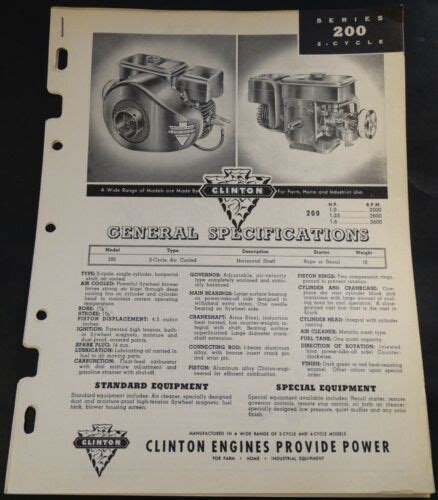 SERIES
200
2-CYCLE
CLINTON
A Wide Range of Models are Made By
CLINTON
For Farm, Home and Industrial Use.
200
H.P. R.P.M.
1.0 2000
1.35 2800
1.6 3600
GENERAL SPECIFICATIONS
Model Type Description Starter Weight
200 2-Cycle Air Cooled Horizontal Shaft Rope or Recoil 18
TYPE: 2-cycle, single cylinder, horizontal
shaft, air cooled.
AIR COOLED: Powerful flywheel blower
forces strong air blast through deep
cooling fins on cylinder and cylinder
head to maintain correct operating
temperature.
BORE:
STROKE:
PISTON DISPLACEMENT: 4.5 cubic
inches.
IGNITION: Patented high tension, built-
in flywheel magneto, moisture and
dust proof, covered points.
SPARK PLUG: 14 mm.
LUBRICATION: Lubricating oil carried in
fuel to all moving parts.
CARBURETION: Float-feed carburetor
with dual mixture adjustment and
gasoline strainer with shut-off.
GOVERNOR: Adjustable, air-velocity
type completely enclosed and statically
balanced.
MAIN BEARINGS: Large surface bearing
on power-take-off side designed to
withstand extra stress. One needle
bearing on flywheel side.
CRANKSHAFT: Alloy Steel, induction
heat treated, has counter-weights integral
with shaft. Bearing surface
superfinished. Large diameter crank
pin.
CONNECTING ROD: I-beam aluminum
alloy, with bronze insert crank pin
and wrist pin.
PISTON: Aluminum alloy Clinton-engineered
for efficient combustion.
PISTON RINGS: Two compression rings,
pinned to prevent rotation.
CYLINDER AND CRANKCASE: One
piece die-cast aluminum block and
maintains with large amount of cooling
area for cool operation. A close-
grained cast iron liner is die cast in
block.
CYLINDER HEAD: Integral with cylinder
casting.
AIR CLEANER: Metallic mesh type.
FUEL TANK: One quart capacity.
DIRECTION OF ROTATION: (viewed
from power-take-off side) Counter-
clockwise.
FINISH: Dark green or red heat-resisting
enamel. Other colors upon special
order.
STANDARD EQUIPMENT
Standard equipment includes: Air cleaner, specially designed
dust and moisture-proof high-tension flywheel magneto, fuel
tank, blower housing screen.
SPECIAL EQUIPMENT
Special equipment available includes: Recoil starter, remote
governor controls, remote stop control, oil bath air cleaner,
specially designed low pressure, quiet muffler and any color
finish.
CLINTON
MANUFACTURED IN A WIDE RANGE OF 2-CYCLE AND 4-CYCLE MODELS
CLINTON ENGINES PROVIDE POWER
FOR FARM • HOME • INDUSTRIAL EQUIPMENT